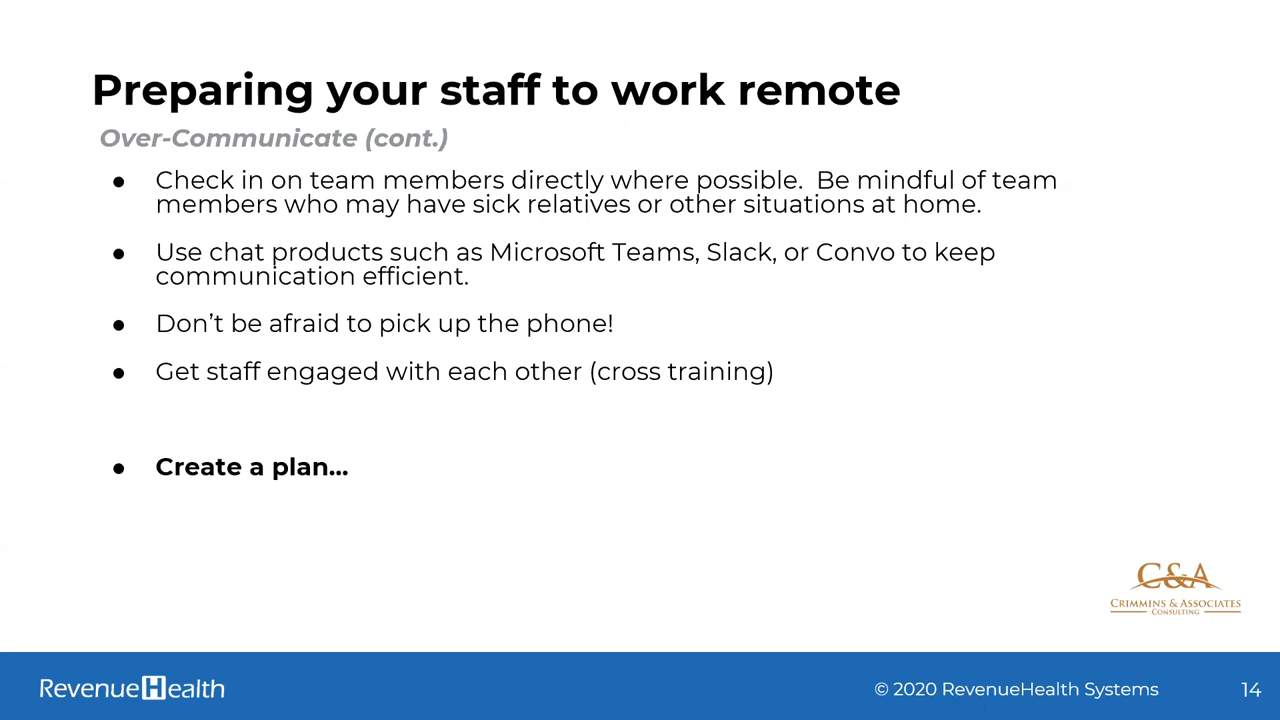 Preparing your staff to work remote
Over-Communicate (cont.)
● Check in on team members directly where possible.  Be mindful of team
members who may have sick relatives or other situations at home.
● Use chat products such as Microsoft Teams, Slack, or Convo to keep
communication efficient.
● Don’t be afraid to pick up the phone!
● Get staff engaged with each other (cross training)
● Create a plan...
C&A
CRIMMINS & ASSOCIATES
CONSULTING
RevenueHealth
© 2020 RevenueHealth Systems
14